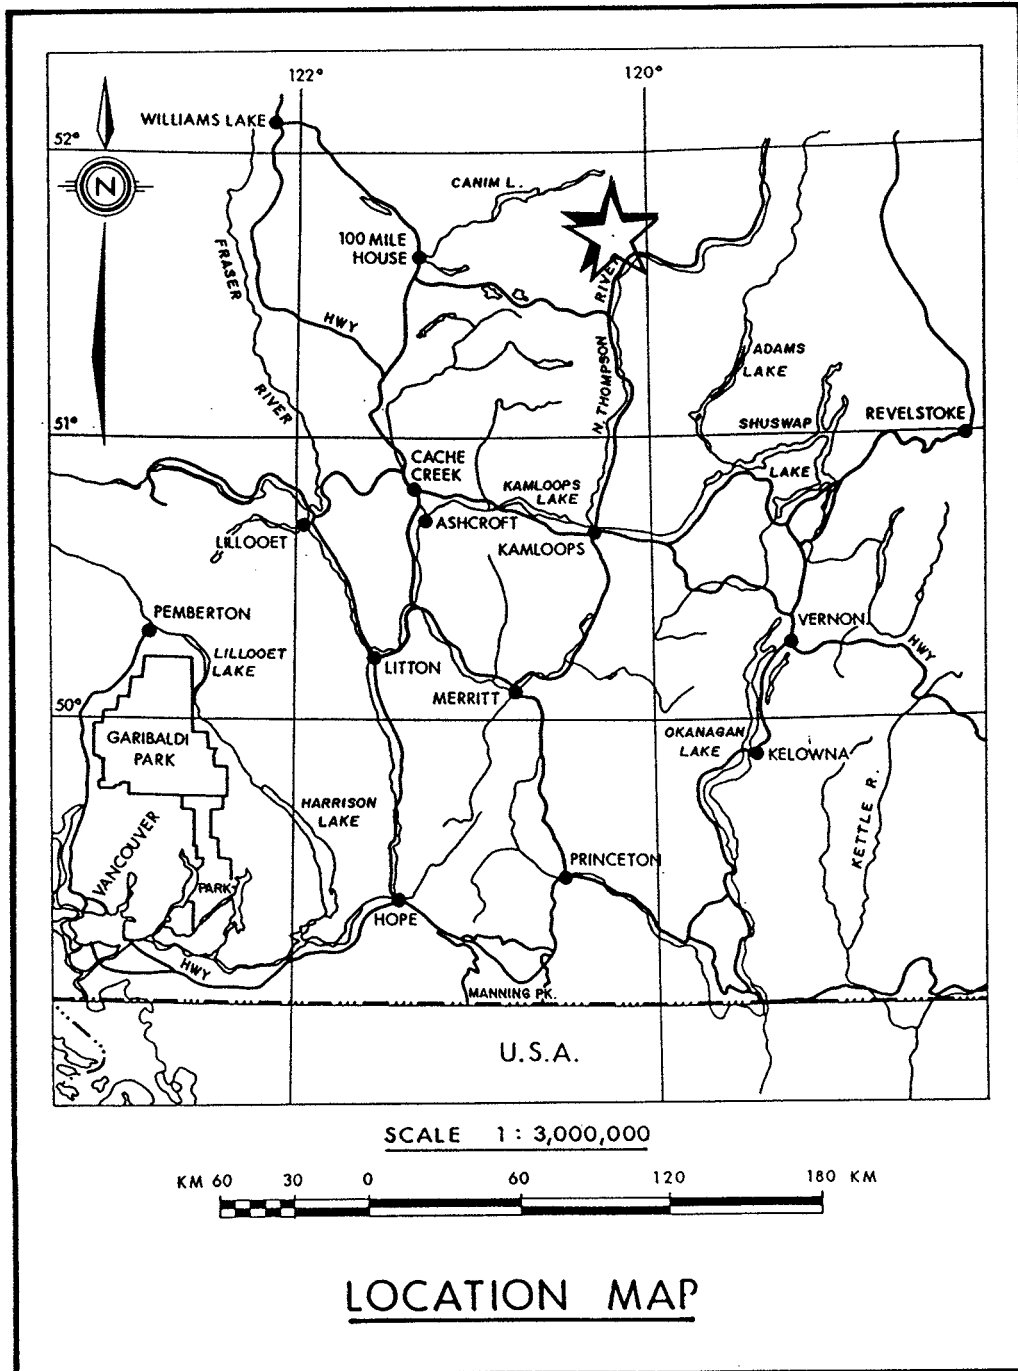 122°
120°
WILLIAMS LAKE
52°
N
CANIM L.
100 MILE
HOUSE
FRASER
RIVER
HWY
RIVER
N. THOMPSON
ADAMS
LAKE
51°
SHUSWAP
LAKE
REVELSTOKE
CACHE
CREEK
KAMLOOPS
LAKE
ASHCROFT
LILLOOET
KAMLOOPS
PEMBERTON
VERNON
HWY
LILLOOET
LAKE
LITTON
MERRITT
50°
GARIBALDI
PARK
OKANAGAN
LAKE
KELOWNA
HARRISON
LAKE
KETTLE R.
VANCOUVER
PARK
PRINCETON
HOPE
HWY
MANNING PK.
U.S.A.
SCALE 1 : 3,000,000
KM 60 30 0 60 120 180 KM
LOCATION MAP